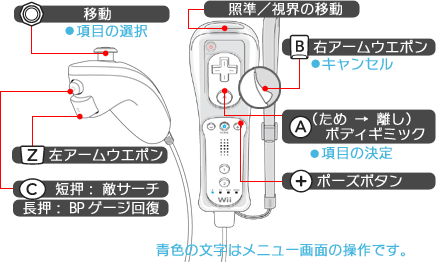 移動
●項目の選択
照準／視界の移動
B 右アームウエポン
●キャンセル
A (ため → 離し)
ボディギミック
●項目の決定
Z 左アームウエポン
C 短押：敵サーチ
長押：BPゲージ回復
+ ポーズボタン
Wii
青色の文字はメニュー画面の操作です。